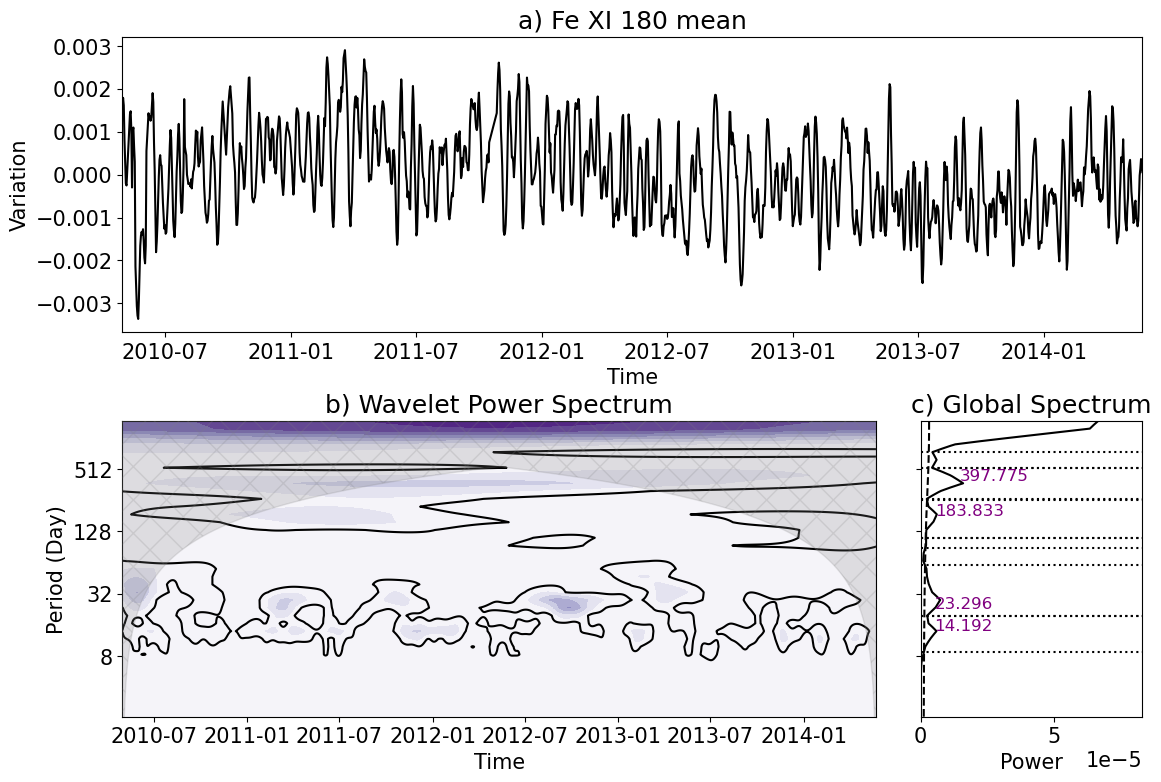 a) Fe XI 180 mean
Variation
0.003
0.002
0.001
0.000
−0.001
−0.002
−0.003
2010-07 2011-01 2011-07 2012-01 2012-07 2013-01 2013-07 2014-01
Time
b) Wavelet Power Spectrum
Period (Day)
512
128
32
8
2010-07 2011-01 2011-07 2012-01 2012-07 2013-01 2013-07 2014-01
Time
c) Global Spectrum
397.775
183.833
23.296
14.192
0 5
Power 1e−5